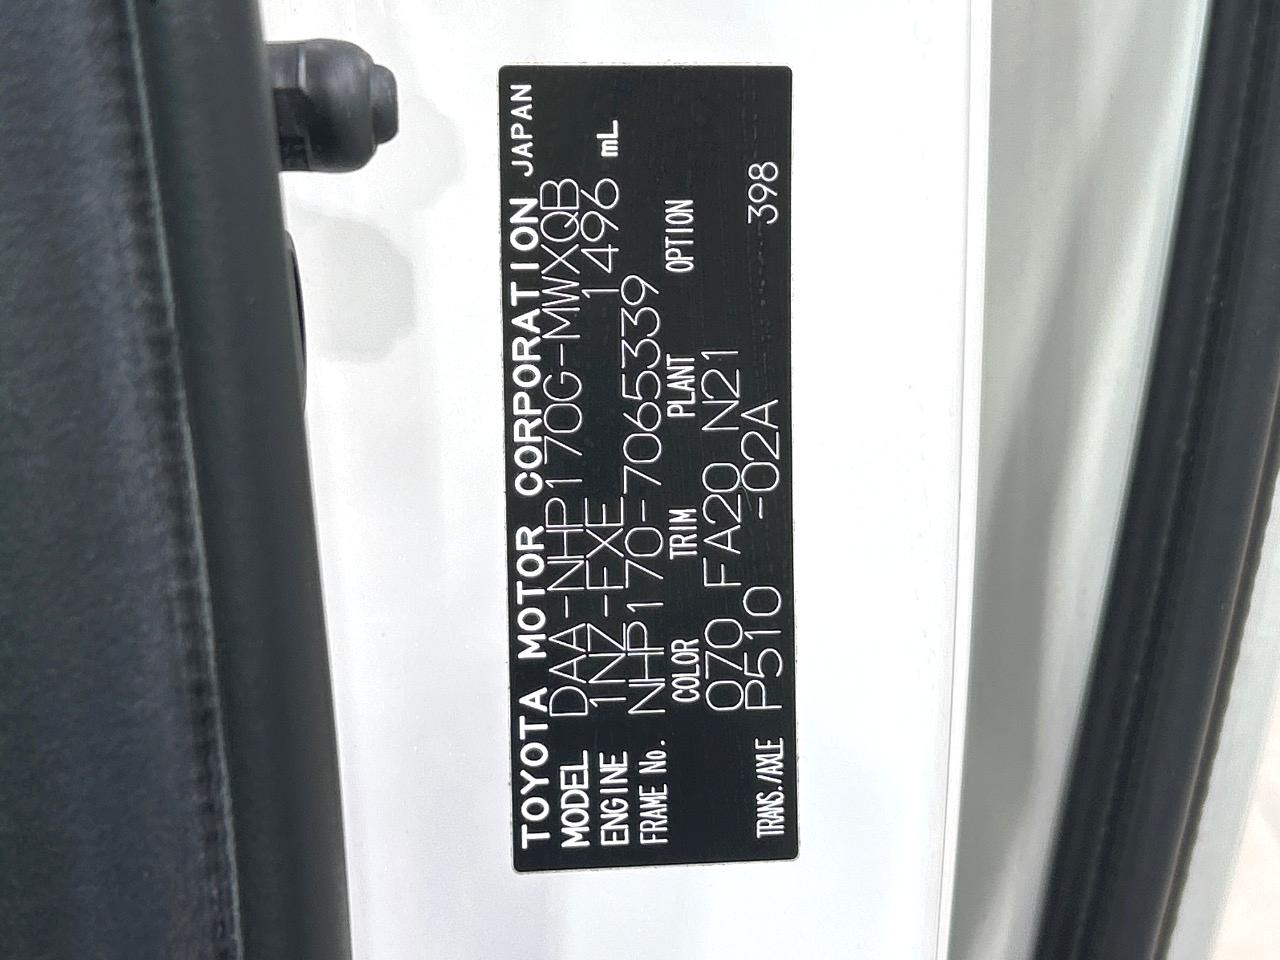 TOYOTA MOTOR CORPORATION JAPAN
MODEL DAA-NHP170G-MWXQB
ENGINE 1NZ-EXE 1496 mL
FRAME No. NHP170-7065339
COLOR TRIM PLANT OPTION
070 FA20 N21
TRANS./AXLE P510 -02A 398